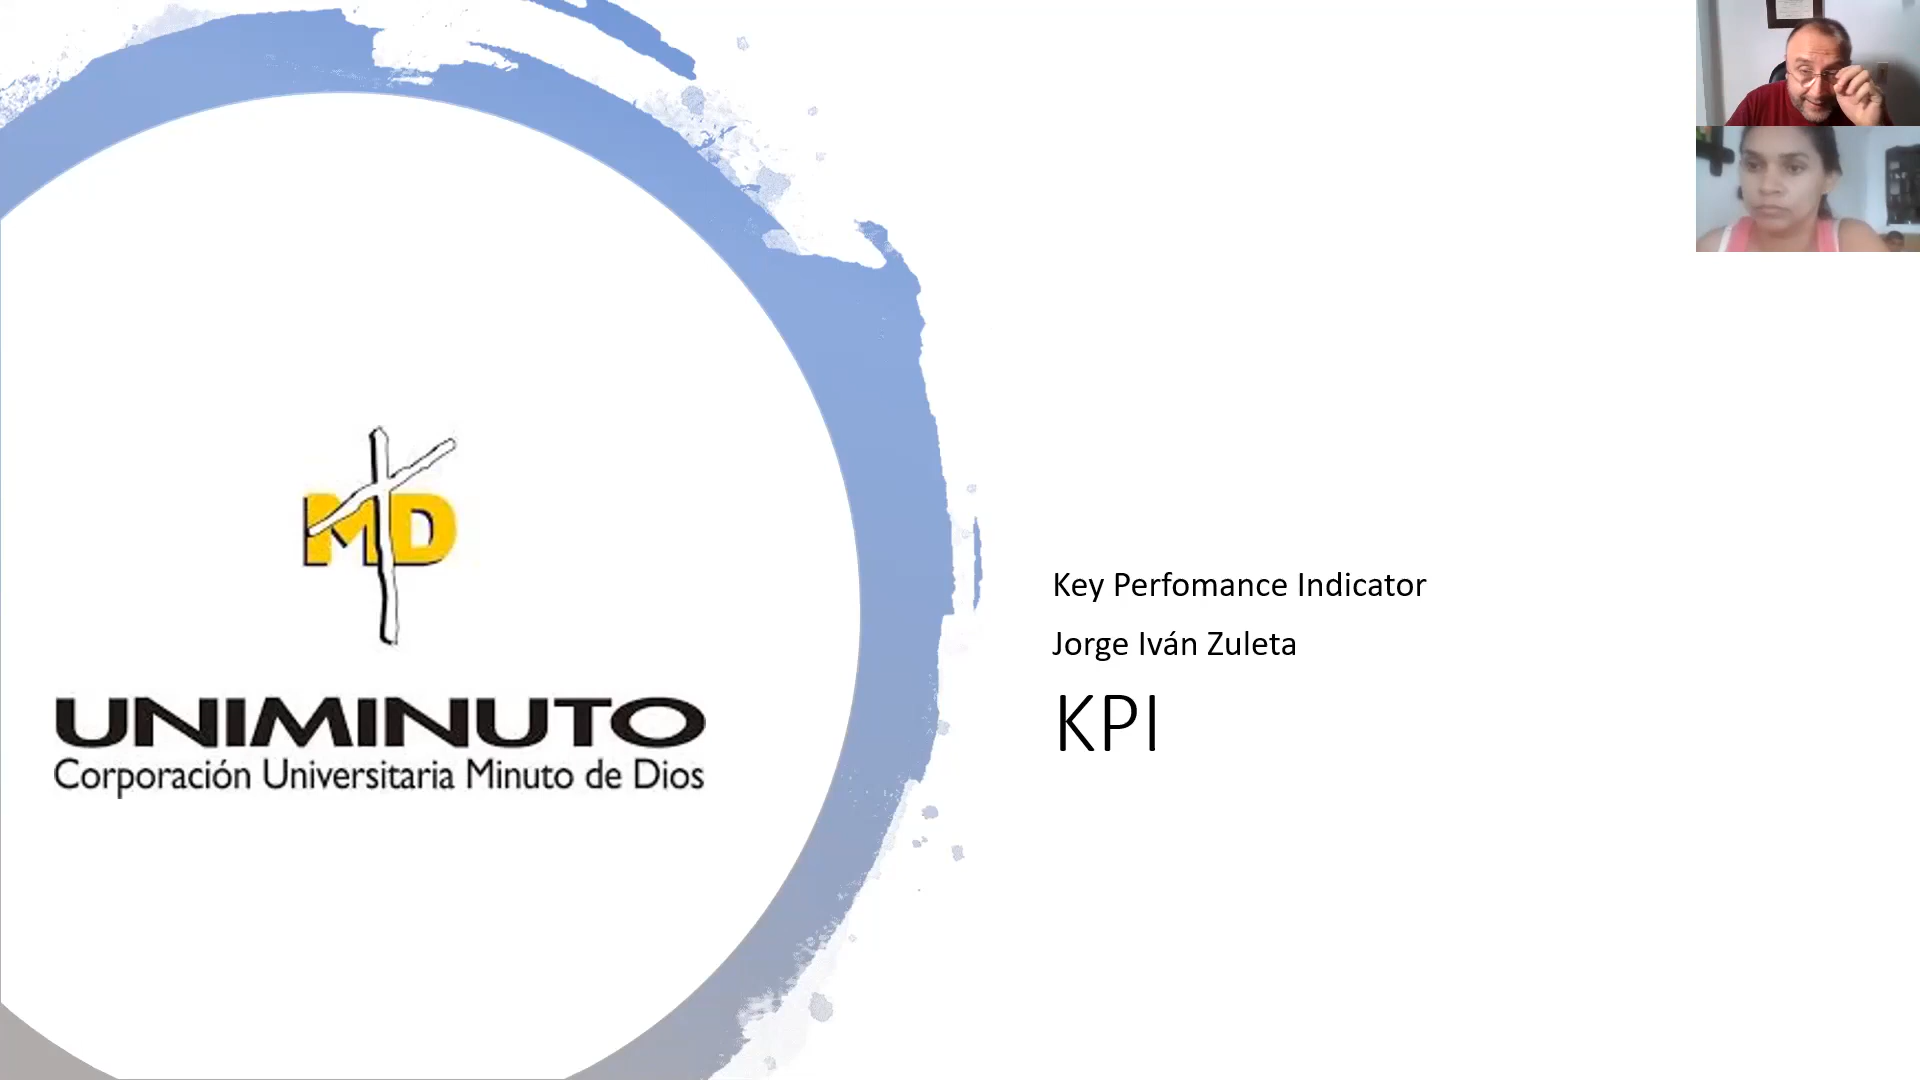 MD
UNIMINUTO
Corporación Universitaria Minuto de Dios
Key Perfomance Indicator
Jorge Iván Zuleta
KPI